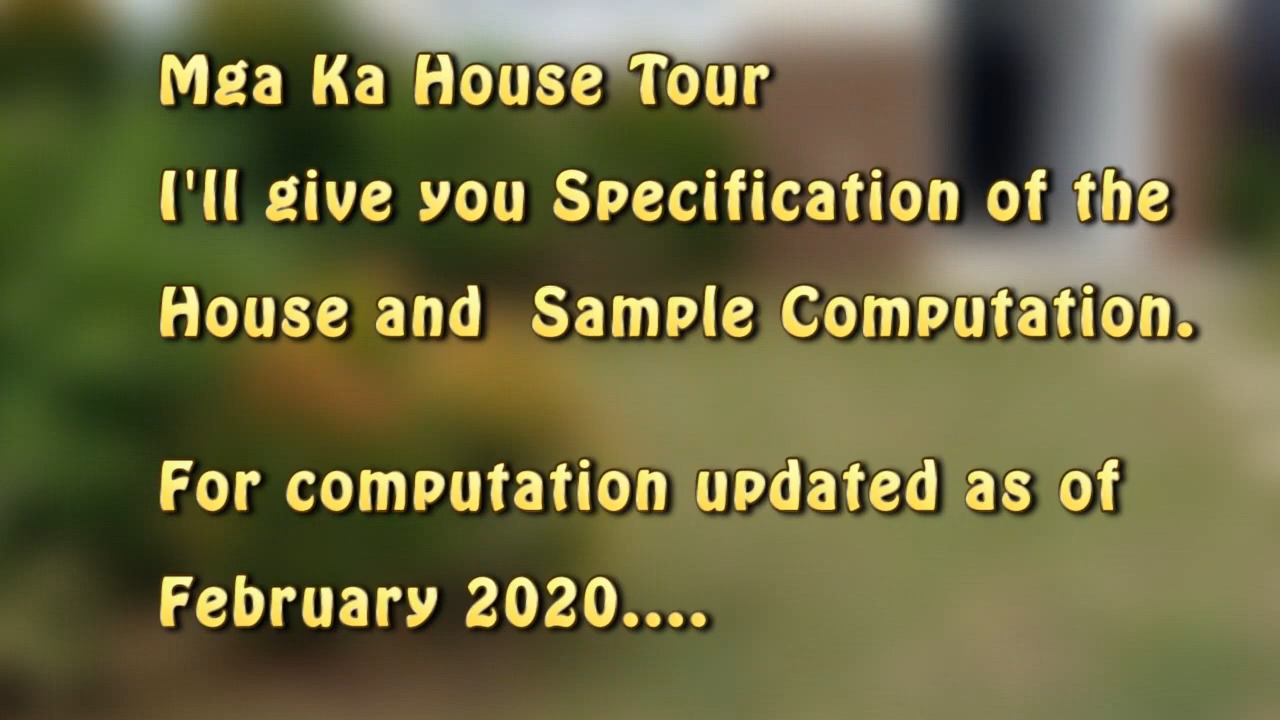 Mga Ka House Tour
I'll give you Specification of the
House and  Sample Computation.
For computation updated as of
February 2020....